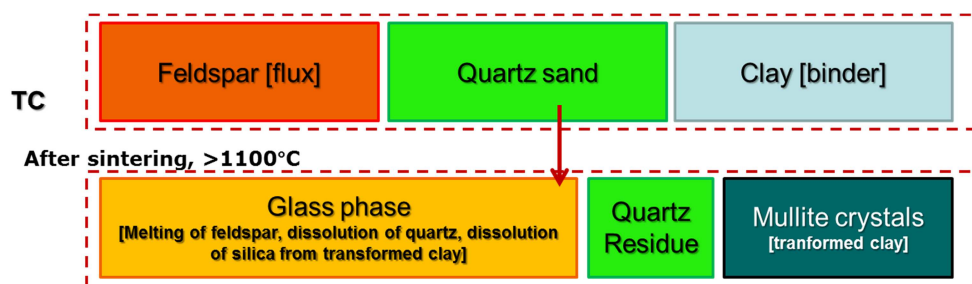 Feldspar [flux]
Quartz sand
Clay [binder]
TC
After sintering, >1100°C
Glass phase
[Melting of feldspar, dissolution of quartz, dissolution
of silica from transformed clay]
Quartz
Residue
Mullite crystals
[tranformed clay]